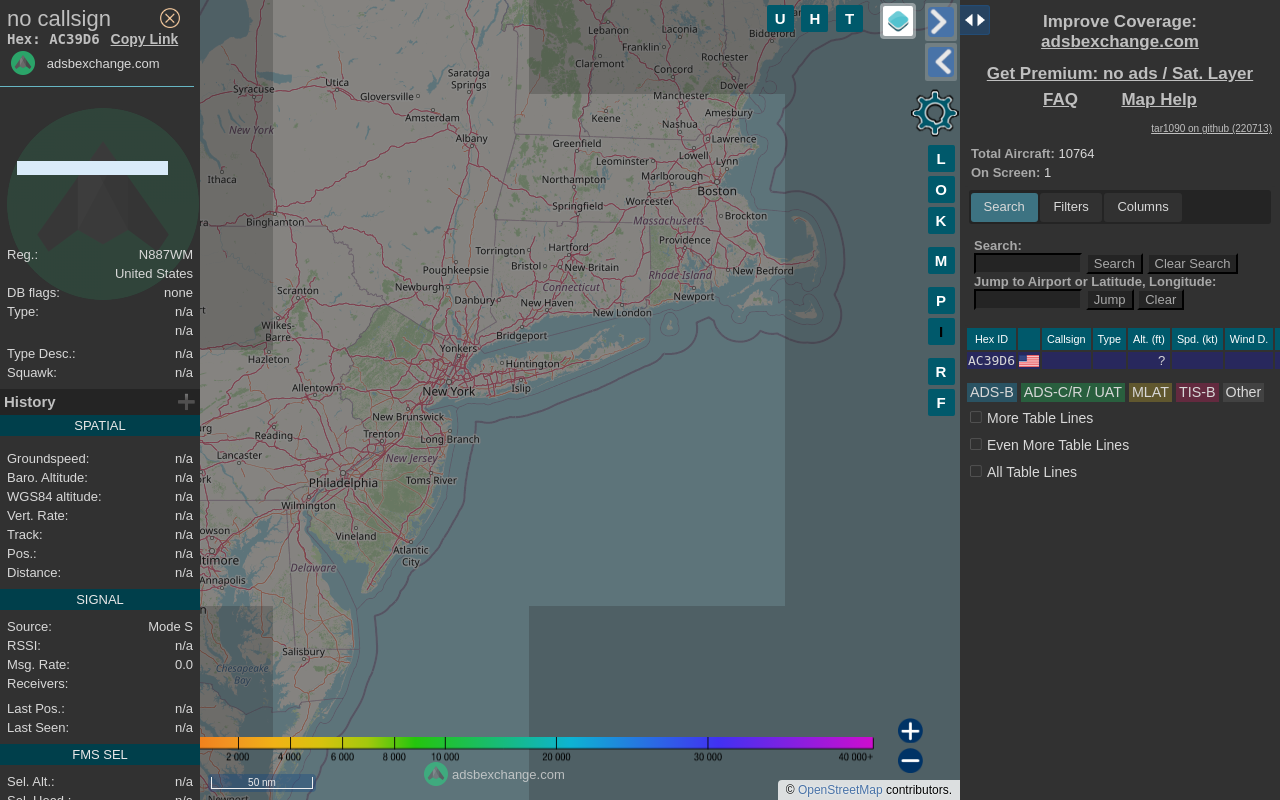 no callsign
Hex: AC39D6 Copy Link
adsbexchange.com
Reg.: N887WM
United States
DB flags: none
Type: n/a
n/a
Type Desc.: n/a
Squawk: n/a
History
SPATIAL
Groundspeed: n/a
Baro. Altitude: n/a
WGS84 altitude: n/a
Vert. Rate: n/a
Track: n/a
Pos.: n/a
Distance: n/a
SIGNAL
Source: Mode S
RSSI: n/a
Msg. Rate: 0.0
Receivers:
Last Pos.: n/a
Last Seen: n/a
FMS SEL
Sel. Alt.: n/a
U H T
L
O
K
M
P
I
R
F
Lebanon
Laconia
Franklin
Biddeford
Claremont
Rochester
Concord
Dover
Manchester
Amesbury
Keene
Nashua
Saratoga
Springs
Utica
Syracuse
Gloversville
Amsterdam
New York
Albany
Greenfield
Lawrence
Lowell
Leominster
Lynn
Ithaca
Northampton
Marlborough
Boston
Worcester
Springfield
Massachusetts
Brockton
Binghamton
Providence
Torrington
Hartford
Bristol
New Britain
New Bedford
Poughkeepsie
Rhode Island
Newburgh
Connecticut
Scranton
Danbury
New Haven
New London
Newport
Wilkes-
Barre
Bridgeport
Yonkers
Hazleton
Huntington
Allentown
New York
Islip
New Brunswick
Reading
Trenton
Long Branch
Lancaster
New Jersey
Philadelphia
Toms River
Wilmington
Vineland
Atlantic
City
Delaware
Annapolis
Salisbury
Chesapeake
Bay
2 000 4 000 6 000 8 000 10 000 20 000 30 000 40 000+
50 nm
adsbexchange.com
© OpenStreetMap contributors.
Improve Coverage:
adsbexchange.com
Get Premium: no ads / Sat. Layer
FAQ Map Help
tar1090 on github (220713)
Total Aircraft: 10764
On Screen: 1
Search Filters Columns
Search:
Search Clear Search
Jump to Airport or Latitude, Longitude:
Jump Clear
Hex ID Callsign Type Alt. (ft) Spd. (kt) Wind D.
AC39D6 ?
ADS-B ADS-C/R / UAT MLAT TIS-B Other
More Table Lines
Even More Table Lines
All Table Lines